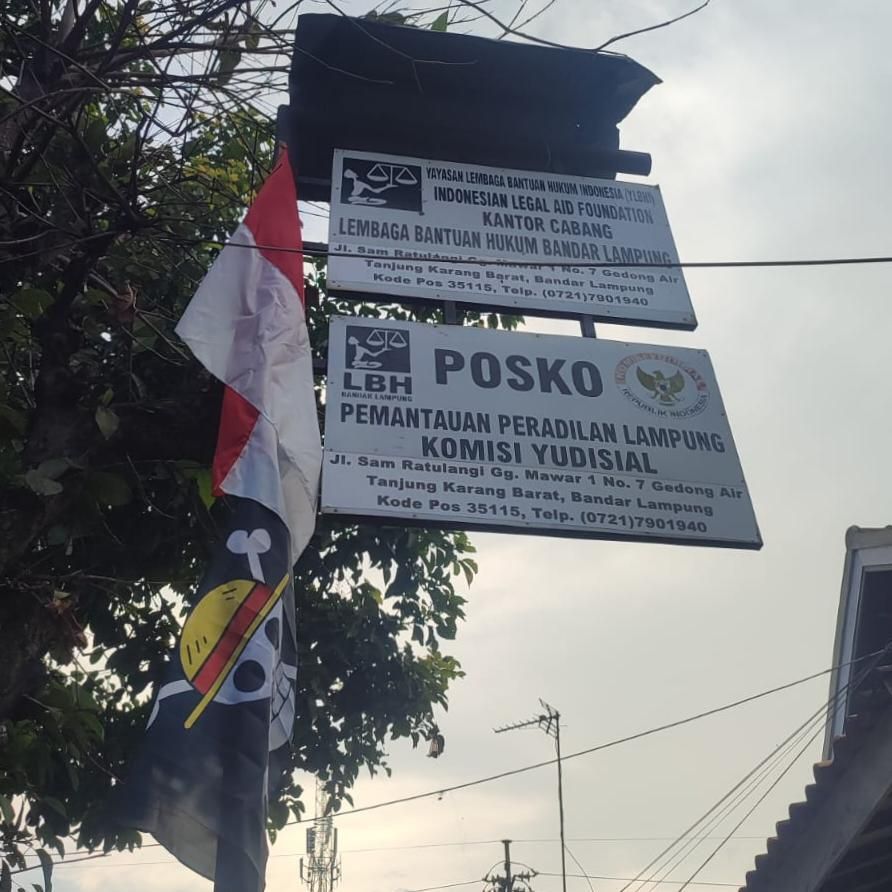 YAYASAN LEMBAGA BANTUAN HUKUM INDONESIA (YLBHI)
INDONESIAN LEGAL AID FOUNDATION
KANTOR CABANG
LEMBAGA BANTUAN HUKUM BANDAR LAMPUNG
Jl. Sam Ratulangi Gg. Mawar 1 No. 7 Gedong Air
Tanjung Karang Barat, Bandar Lampung
Kode Pos 35115, Telp. (0721)7901940
LBH
BANDAR LAMPUNG
POSKO
REPUBLIK INDONESIA
PEMANTAUAN PERADILAN LAMPUNG
KOMISI YUDISIAL
Jl. Sam Ratulangi Gg. Mawar 1 No. 7 Gedong Air
Tanjung Karang Barat, Bandar Lampung
Kode Pos 35115, Telp. (0721)7901940